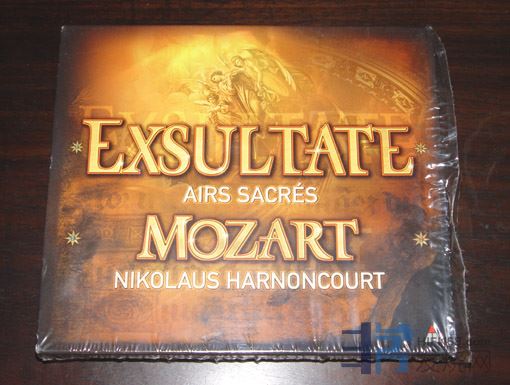 EXSULTATE
AIRS SACRÉS
MOZART
NIKOLAUS HARNONCOURT